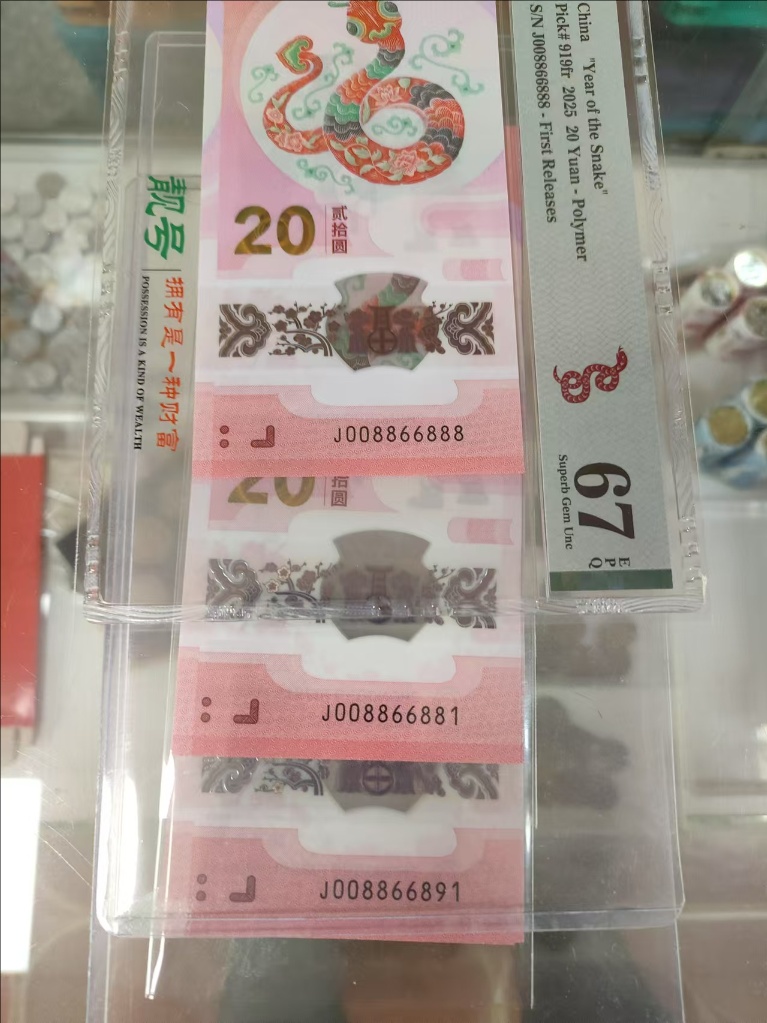 China "Year of the Snake"
Pick# 919fr 2025 20 Yuan - Polymer
S/N J008866888 - First Releases
67
E
P
Q
Superb Gem Unc
靓号
拥有是一种财富
POSSESSION IS A KIND OF WEALTH
20
贰拾圆
J008866888
20
拾圆
J008866881
J008866891